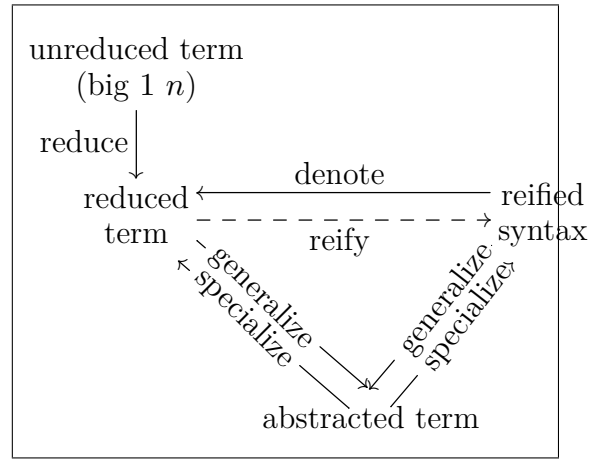 unreduced term
(big 1 n)
reduce
denote
reduced
term
reified
syntax
reify
generalize
specialize
generalize
specialize
abstracted term